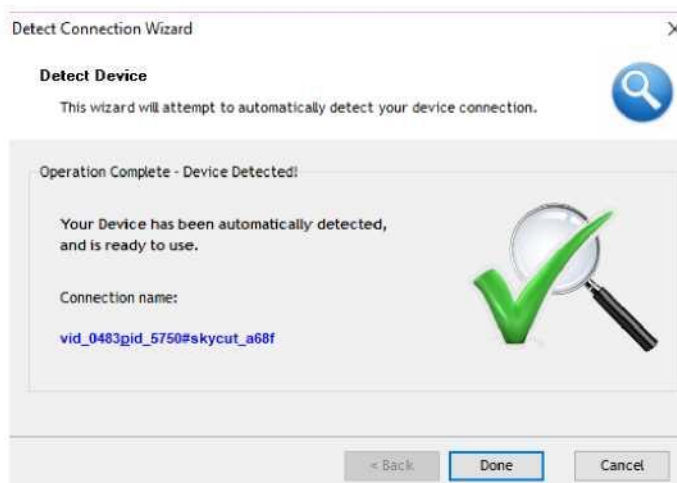 Detect Connection Wizard
Detect Device
This wizard will attempt to automatically detect your device connection.
Operation Complete - Device Detected!
Your Device has been automatically detected,
and is ready to use.
Connection name:
vid_0483pid_5750#skycut_a68f
< Back
Done
Cancel